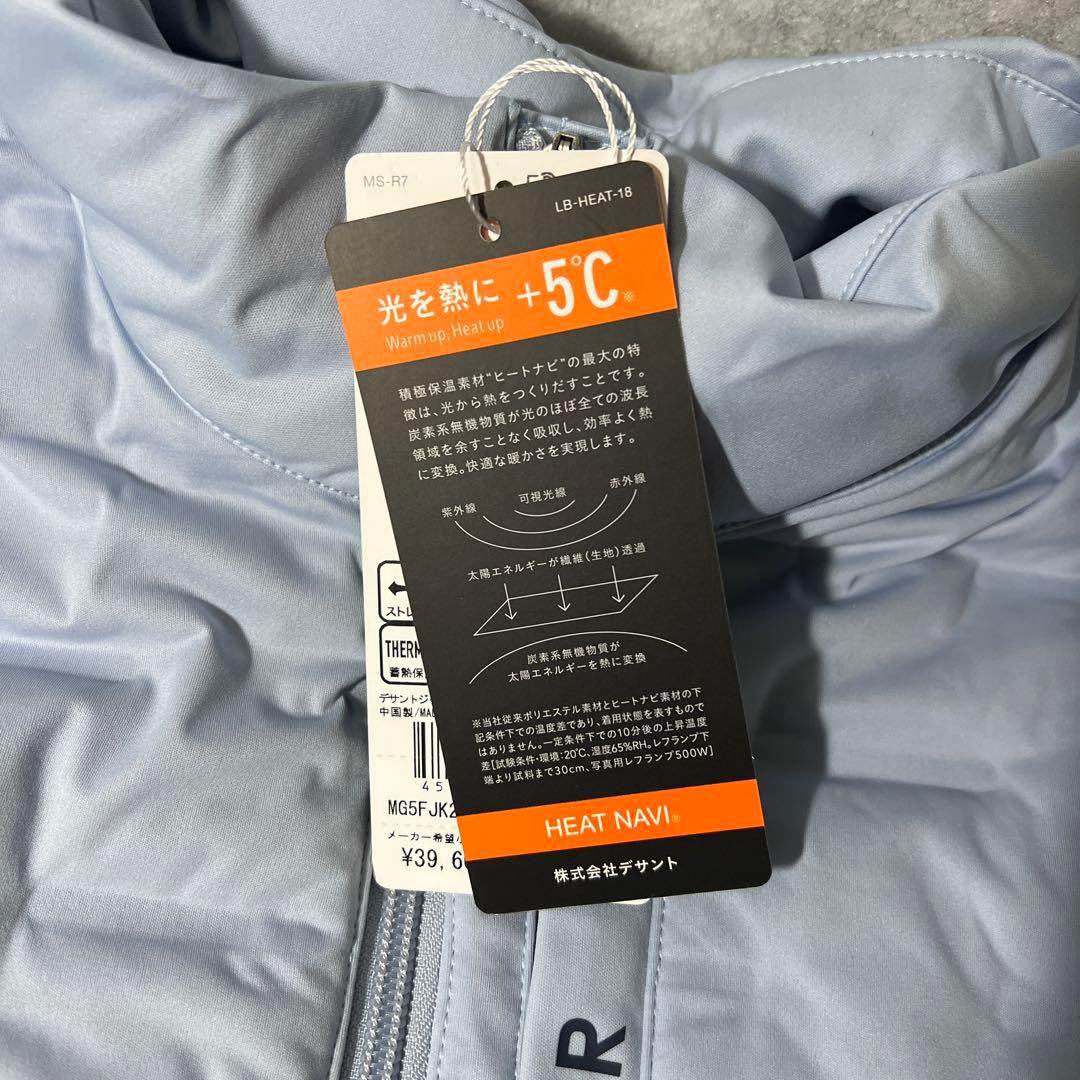 MS-R7
LB-HEAT-18
光を熱に +5℃※
Warm up, Heat up
積極保温素材“ヒートナビ”の最大の特
徴は、光から熱をつくりだすことです。
炭素系無機物質が光のほぼ全ての波長
領域を余すことなく吸収し、効率よく熱
に変換。快適な暖かさを実現します。
紫外線 可視光線 赤外線
太陽エネルギーが繊維(生地)透過
炭素系無機物質が
太陽エネルギーを熱に変換
※当社従来ポリエステル素材とヒートナビ素材の下
記条件下での温度差であり、着用状態を表すもので
はありません。一定条件下での10分後の上昇温度
差[試験条件・環境:20℃、湿度65%RH。レフランプ下
端より試料まで30cm、写真用レフランプ500W]
HEAT NAVI®
株式会社デサント
ストレ
THERM
蓄熱保
デサントジ
中国製/MA
45
MG5FJK2
メーカー希望小
¥39,6
R